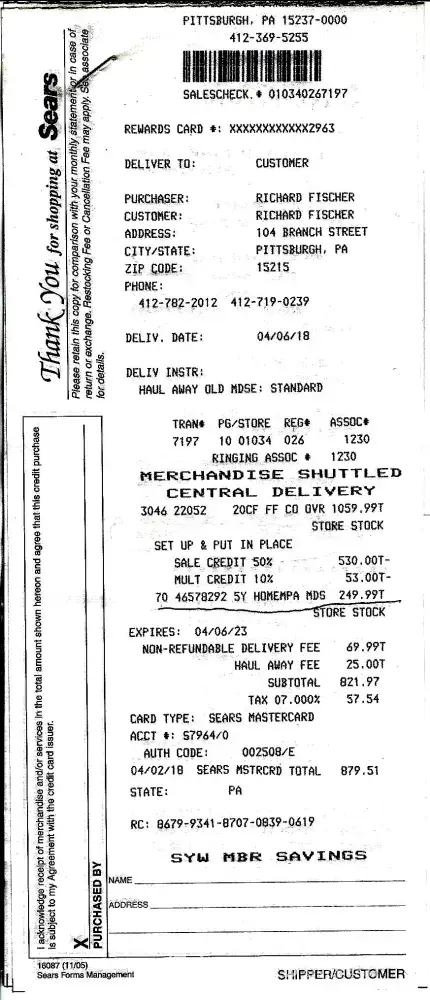 PITTSBURGH, PA 15237-0000
412-369-5255
SALESCHECK.# 010340267197
REWARDS CARD #: XXXXXXXXXXXX2963
DELIVER TO: CUSTOMER
PURCHASER: RICHARD FISCHER
CUSTOMER: RICHARD FISCHER
ADDRESS: 104 BRANCH STREET
CITY/STATE: PITTSBURGH, PA
ZIP CODE: 15215
PHONE:
412-782-2012 412-719-0239
DELIV. DATE: 04/06/18
DELIV INSTR:
HAUL AWAY OLD MDSE: STANDARD
TRAN# PG/STORE REG# ASSOC#
7197 10 01034 026 1230
RINGING ASSOC # 1230
MERCHANDISE SHUTTLED
CENTRAL DELIVERY
3046 22052 20CF FF CO OVR 1059.99T
STORE STOCK
SET UP & PUT IN PLACE
SALE CREDIT 50% 530.00T-
MULT CREDIT 10% 53.00T-
70 46578292 5Y HOMEMPA MDS 249.99T
STORE STOCK
EXPIRES: 04/06/23
NON-REFUNDABLE DELIVERY FEE 69.99T
HAUL AWAY FEE 25.00T
SUBTOTAL 821.97
TAX 07.000% 57.54
CARD TYPE: SEARS MASTERCARD
ACCT #: S7964/0
AUTH CODE: 002508/E
04/02/18 SEARS MSTRCRD TOTAL 879.51
STATE: PA
RC: 8679-9341-8707-0839-0619
SYW MBR SAVINGS
NAME
ADDRESS
SHIPPER/CUSTOMER
Thank You for shopping at Sears
Please retain this copy for comparison with your monthly statement or in case of
return or exchange. Restocking Fee or Cancellation Fee may apply. See associate
for details.
I acknowledge receipt of merchandise and/or services in the total amount shown hereon and agree that this credit purchase
is subject to my Agreement with the credit card issuer.
X
PURCHASED BY
16087 (11/05)
Sears Forms Management